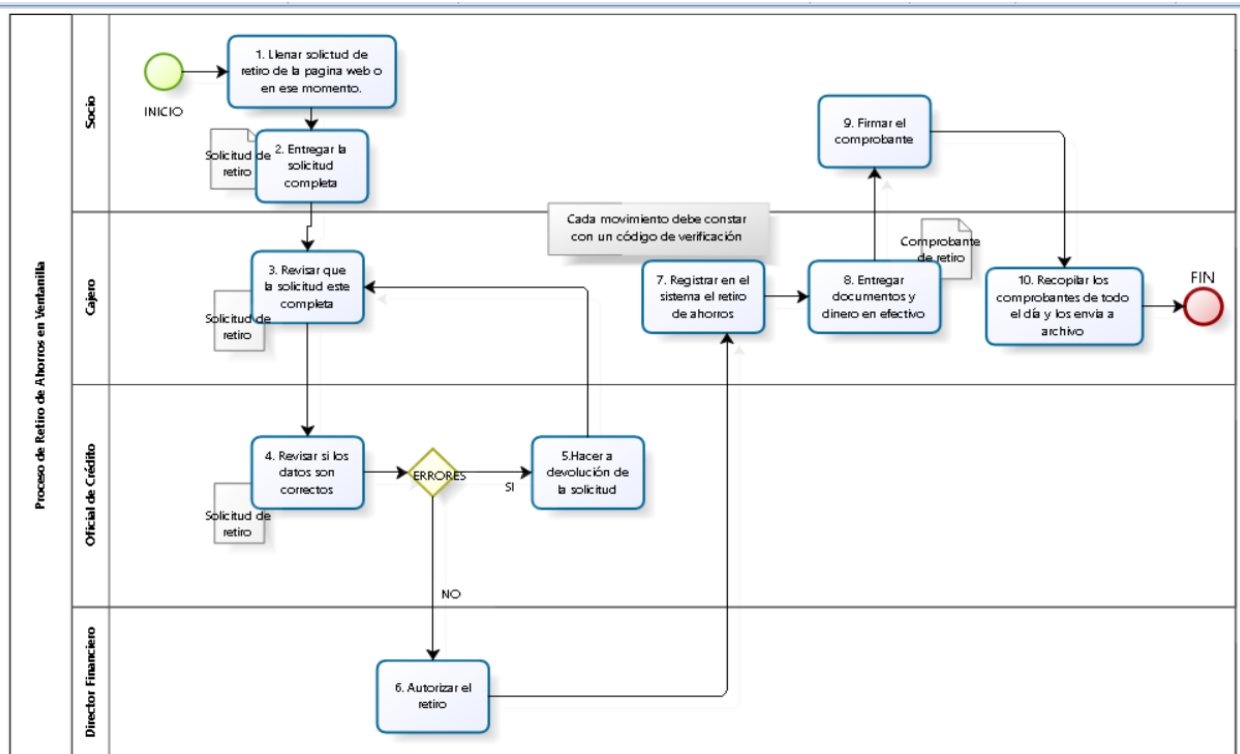 Proceso de Retiro de Ahorros en Ventanilla
Socio
INICIO
1. Llenar solictud de
retiro de la pagina web o
en ese momento.
Solicitud de
retiro
2. Entregar la
solicitud
completa
9. Firmar el
comprobante
Cajero
Cada movimiento debe constar
con un código de verificación
3. Revisar que
la solicitud este
completa
Solicitud de
retiro
7. Registrar en el
sistema el retiro
de ahorros
8. Entregar
documentos y
dinero en efectivo
Comprobante
de retiro
10. Recopilar los
comprobantes de todo
el día y los envia a
archivo
FIN
Oficial de Crédito
4. Revisar si los
datos son
correctos
Solicitud de
retiro
ERRORES
SI
5.Hacer a
devolución de
la solicitud
NO
Director Financiero
6. Autorizar el
retiro